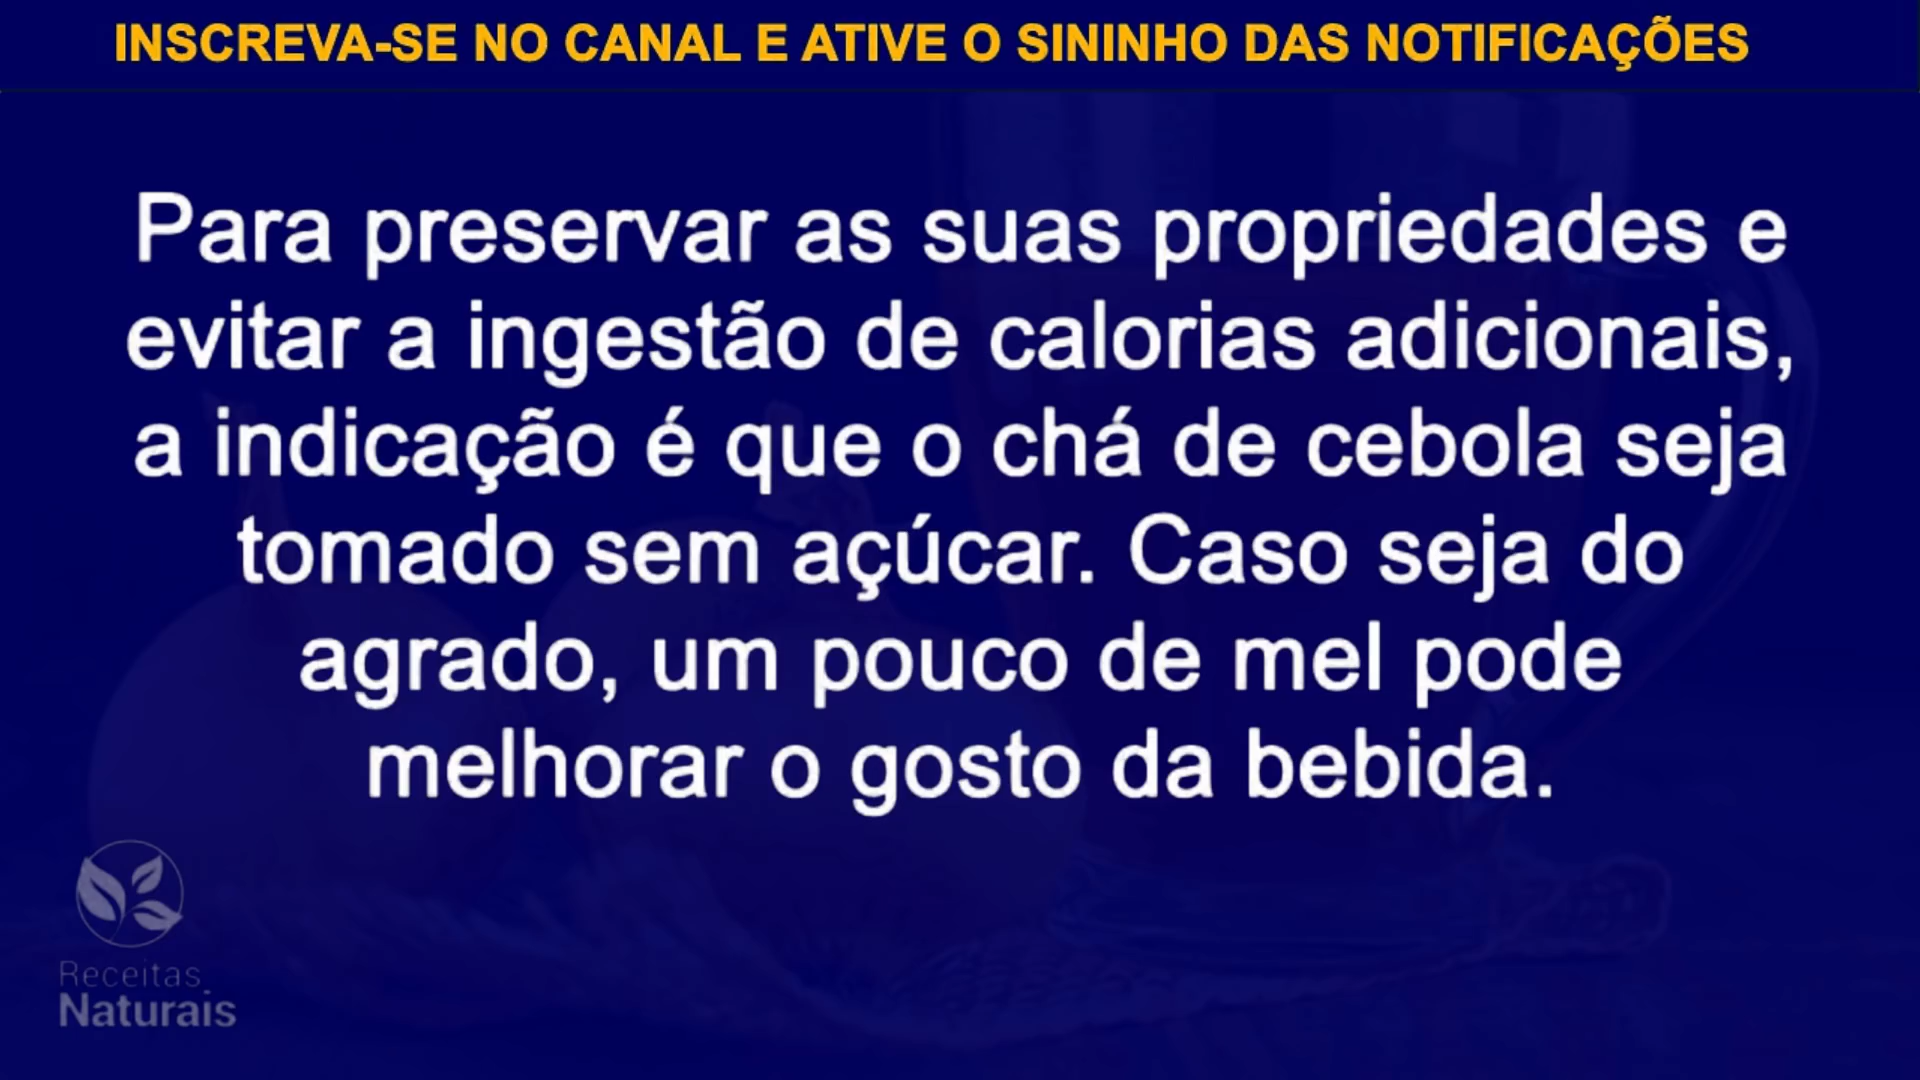 INSCREVA-SE NO CANAL E ATIVE O SININHO DAS NOTIFICAÇÕES
Para preservar as suas propriedades e
evitar a ingestão de calorias adicionais,
a indicação é que o chá de cebola seja
tomado sem açúcar. Caso seja do
agrado, um pouco de mel pode
melhorar o gosto da bebida.
Receitas
Naturais